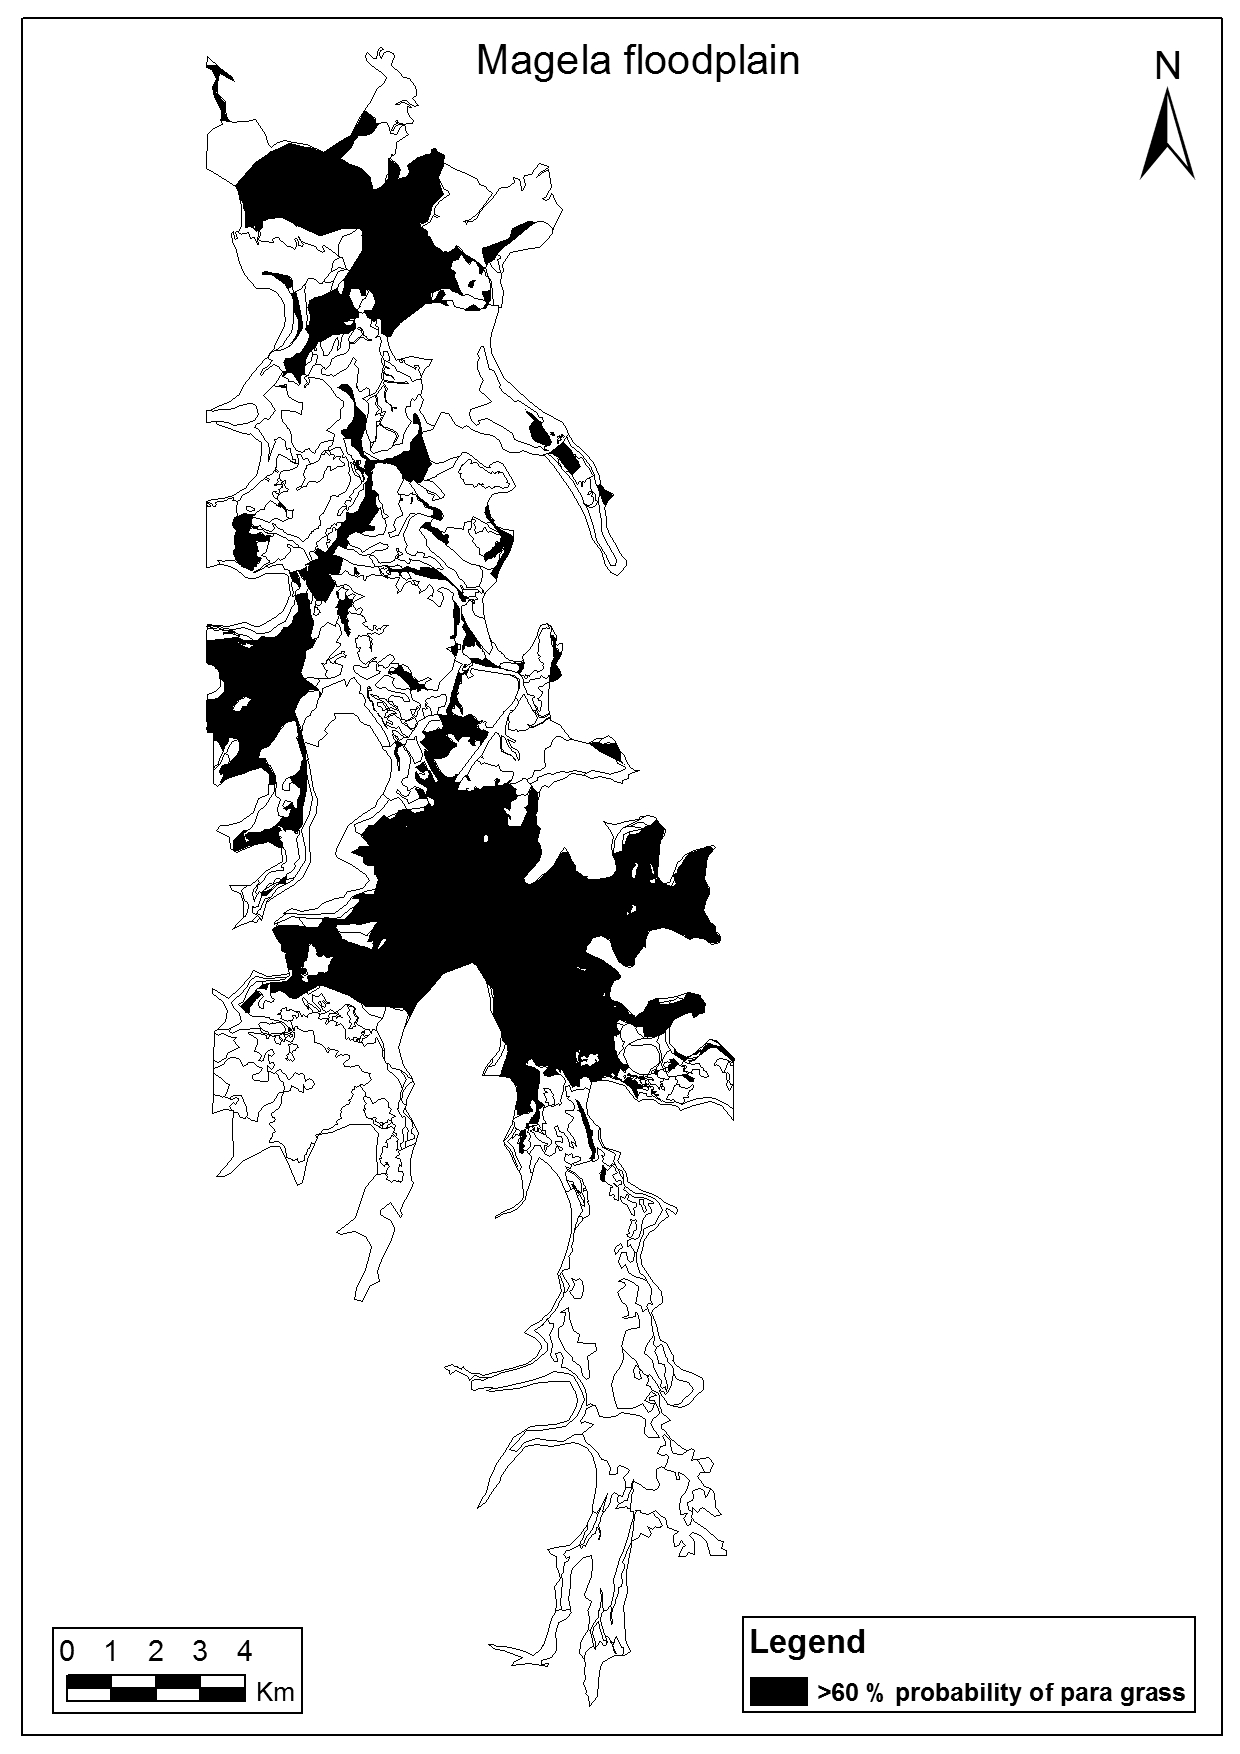 Magela floodplain
N
0 1 2 3 4
Km
Legend
>60 % probability of para grass